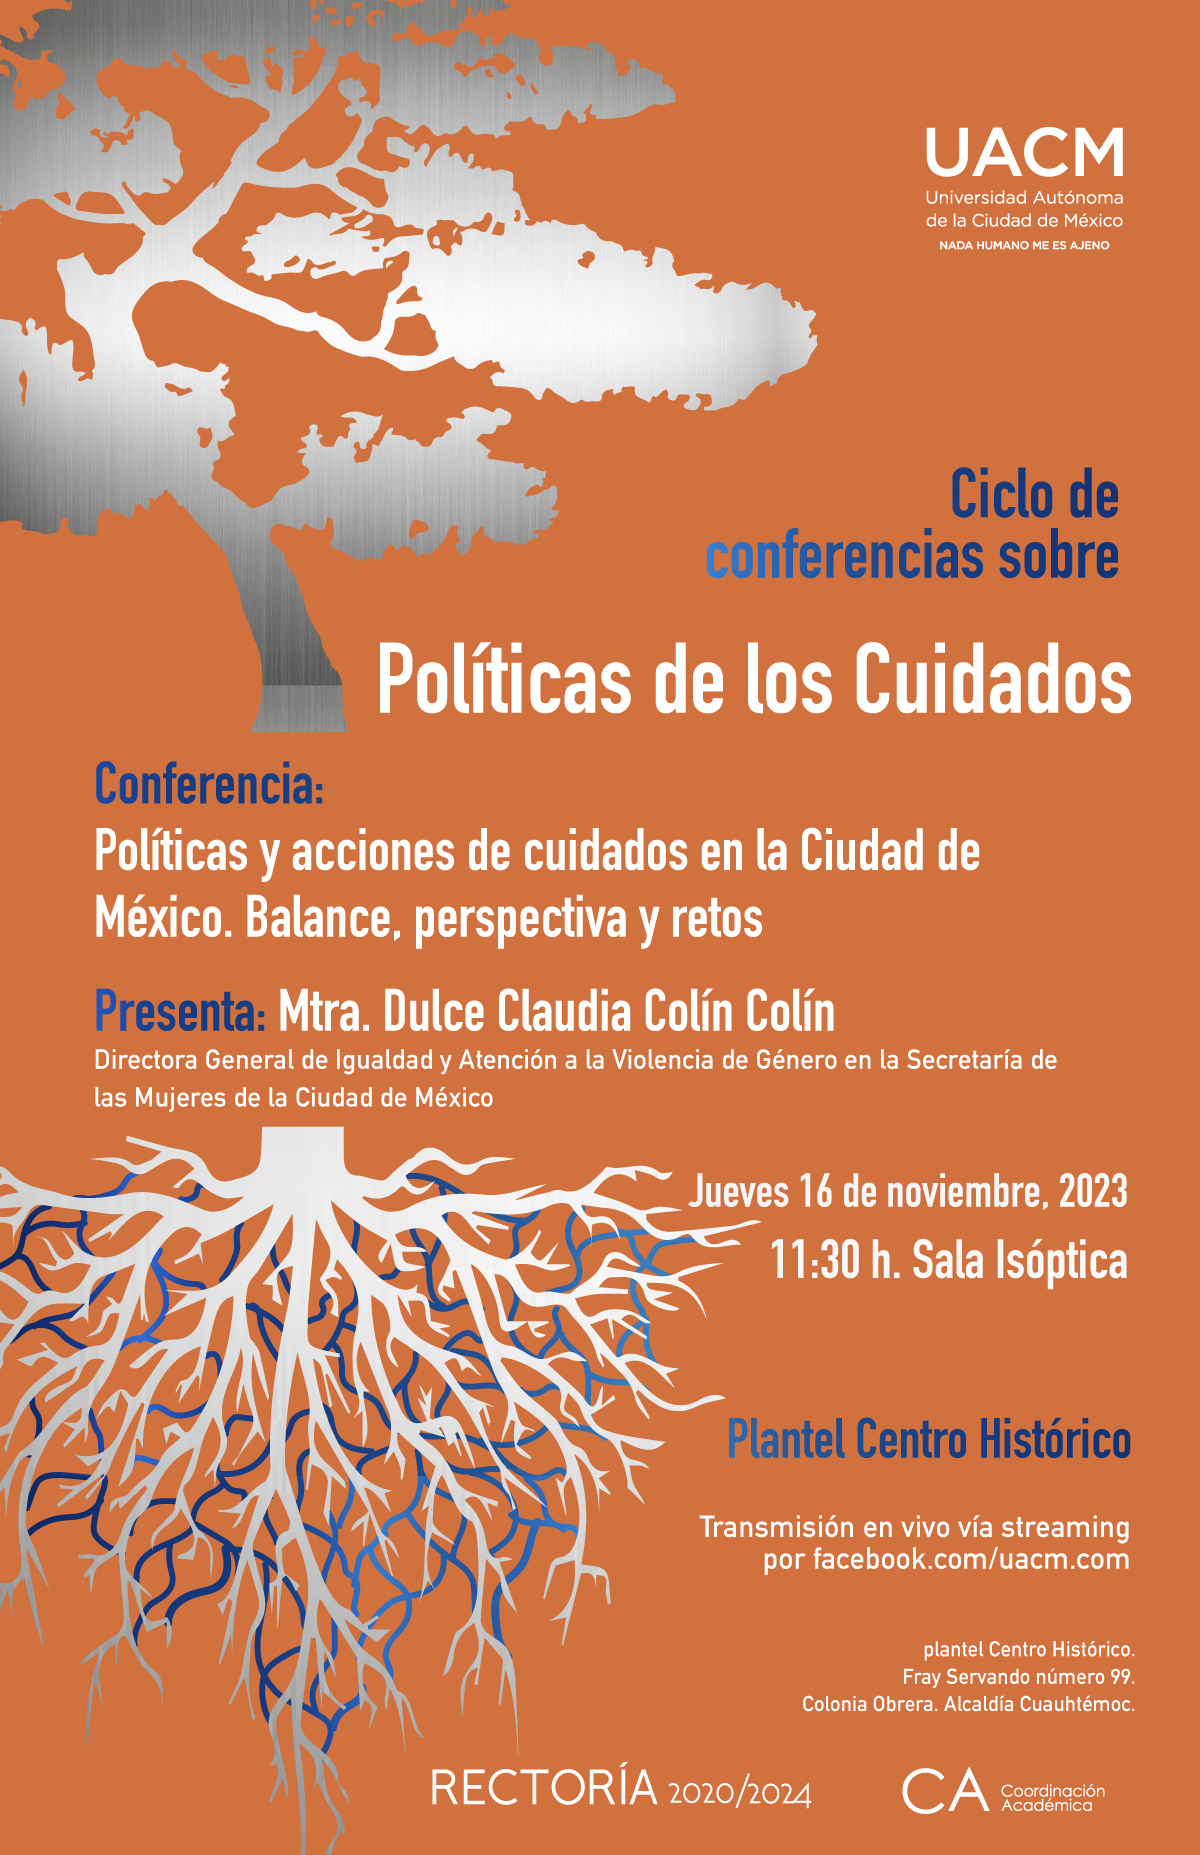 UACM
Universidad Autónoma
de la Ciudad de México
NADA HUMANO ME ES AJENO
Ciclo de
conferencias sobre
Políticas de los Cuidados
Conferencia:
Políticas y acciones de cuidados en la Ciudad de
México. Balance, perspectiva y retos
Presenta: Mtra. Dulce Claudia Colín Colín
Directora General de Igualdad y Atención a la Violencia de Género en la Secretaría de
las Mujeres de la Ciudad de México
Jueves 16 de noviembre, 2023
11:30 h. Sala Isóptica
Plantel Centro Histórico
Transmisión en vivo vía streaming
por facebook.com/uacm.com
plantel Centro Histórico.
Fray Servando número 99.
Colonia Obrera. Alcaldía Cuauhtémoc.
RECTORÍA 2020/2024
CA Coordinación
Académica